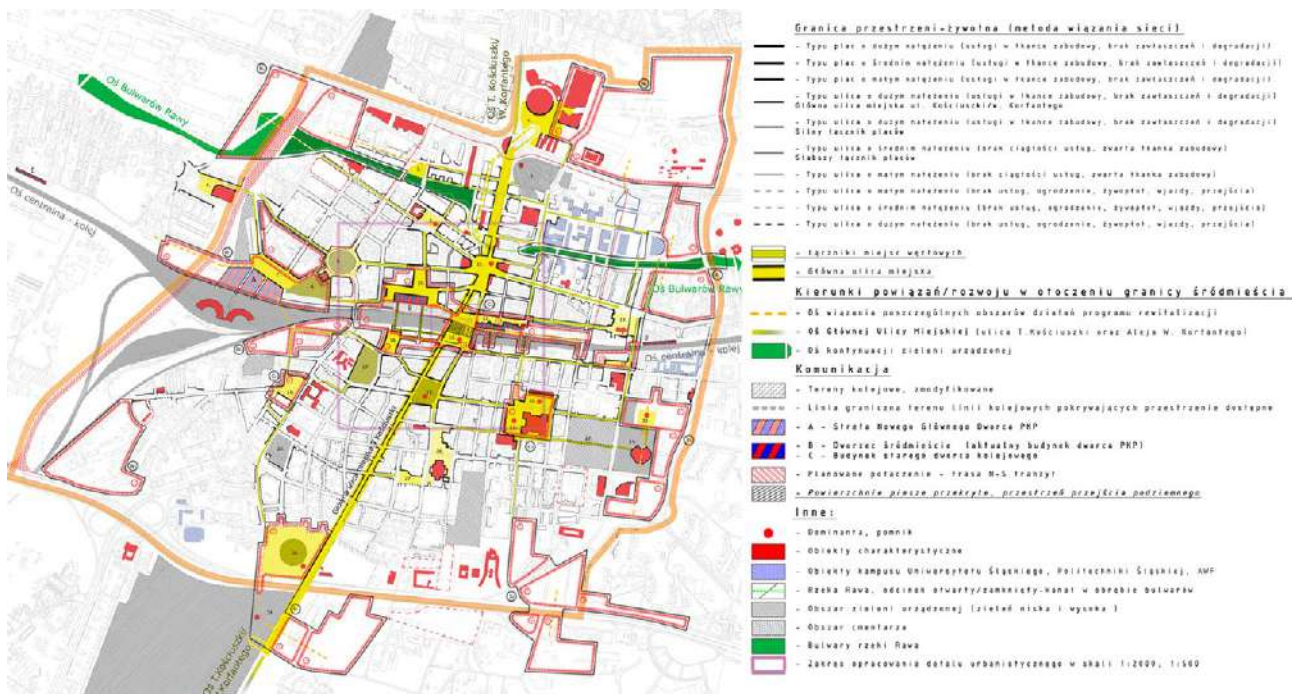 Granica przestrzeni-żywotna (metoda wiązania sieci)
- Typu plac o dużym natężeniu (usługi w tkance zabudowy, brak zawłaszczeń i degradacji)
- Typu plac o średnim natężeniu (usługi w tkance zabudowy, brak zawłaszczeń i degradacji)
- Typu plac o małym natężeniu (usługi w tkance zabudowy, brak zawłaszczeń i degradacji)
- Typu ulica o dużym natężeniu (usługi w tkance zabudowy, brak zawłaszczeń i degradacji)
Główna ulica miejska ul. Kościuszki/w. Korfantego
- Typu ulica o dużym natężeniu (usługi w tkance zabudowy, brak zawłaszczeń i degradacji)
Silny łącznik placów
- Typu ulica o średnim natężeniu (brak ciągłości usług, zwarta tkanka zabudowy)
Słabszy łącznik placów
- Typu ulica o małym natężeniu (brak ciągłości usług, zwarta tkanka zabudowy)
- Typu ulica o małym natężeniu (brak usług, ogrodzenie, żywopłot, wjazdy, przejścia)
- Typu ulica o średnim natężeniu (brak usług, ogrodzenie, żywopłot, wjazdy, przejścia)
- Typu ulica o dużym natężeniu (brak usług, ogrodzenie, żywopłot, wjazdy, przejścia)
- Łączniki miejsc węzłowych
- Główna ulica miejska
Kierunki powiązań/rozwoju w otoczeniu granicy śródmieścia
- Oś wiązania poszczególnych obszarów działań programu rewitalizacji
- Oś Głównej Ulicy Miejskiej (ulica T.Kościuszki oraz Aleja W. Korfantego)
- Oś kontynuacji zieleni urządzonej
Komunikacja
- Tereny kolejowe, zmodyfikowane
- Linia graniczna terenu linii kolejowych pokrywających przestrzenie dostępne
- A - Strefa Nowego Głównego Dworca PKP
- B - Dworzec Śródmieście (aktualny budynek dworca PKP)
- C - Budynek starego dworca kolejowego
- Planowane połączenie - trasa N-S tranzyt
- Powierzchnie piesze przekryte, przestrzeń przejścia podziemnego
Inne:
- Dominanta, pomnik
- Obiekty charakterystyczne
- Obiekty kampusu Uniwersytetu Śląskiego, Politechniki Śląskiej, AWF
- Rzeka Rawa, odcinek otwarty/zamknięty-kanał w obrębie bulwarów
- Obszar zieleni urządzonej (zieleń niska i wysoka )
- Obszar cmentarza
- Bulwary rzeki Rawa
- Zakres opracowania detalu urbanistycznego w skali 1:2000, 1:500
Oś Bulwarów Rawy
Oś T. Kościuszki/
W. Korfantego
Oś centralna - kolej
Oś Bulwarów Rawy
Oś centralna - kolej
Oś T.Kościuszki